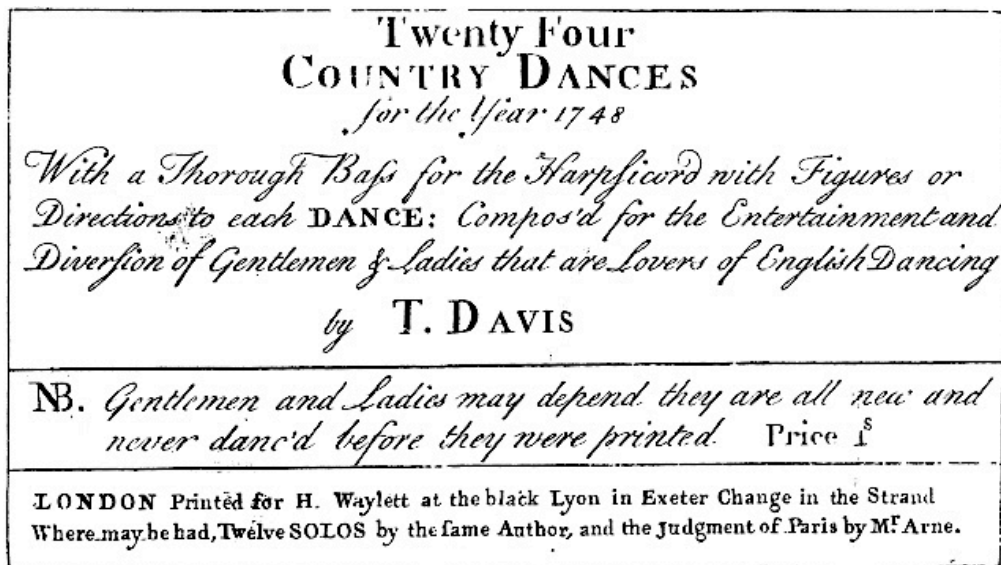 Twenty Four
COUNTRY DANCES
for the Year 1748
With a Thorough Baſs for the Harpſicord with Figures or
Directions to each DANCE: Compos'd for the Entertainment and
Diverſion of Gentlemen & Ladies that are Lovers of English Dancing
by T. DAVIS
NB. Gentlemen and Ladies may depend they are all new and
never danc'd before they were printed. Price 1s
LONDON Printed for H. Waylett at the black Lyon in Exeter Change in the Strand
Where may be had, Twelve SOLOS by the ſame Author, and the Judgment of Paris by Mr. Arne.